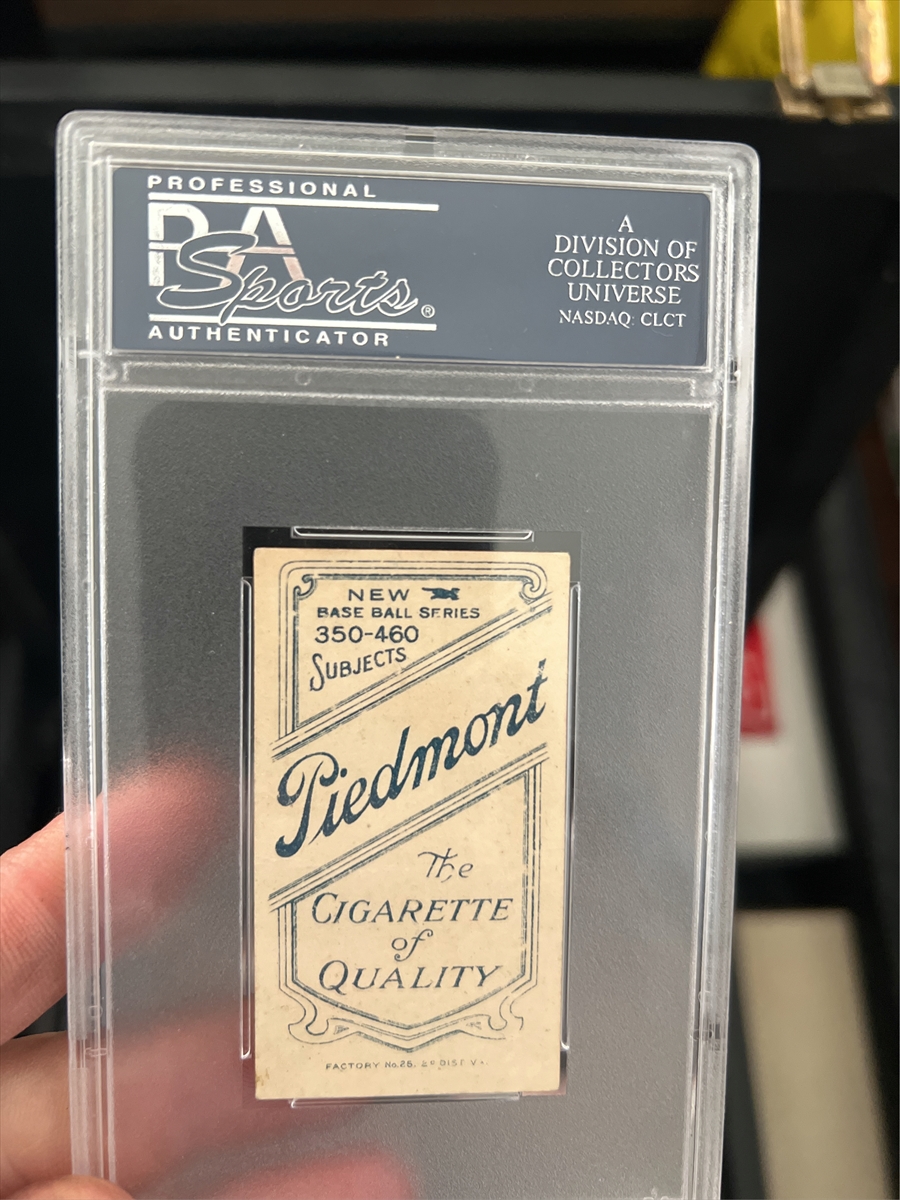 PROFESSIONAL
PSA
Sports®
AUTHENTICATOR
A
DIVISION OF
COLLECTORS
UNIVERSE
NASDAQ: CLCT
NEW
BASE BALL SERIES
350-460
SUBJECTS
Piedmont
The
CIGARETTE
of
QUALITY
FACTORY No. 25. 2D DIST. VA.